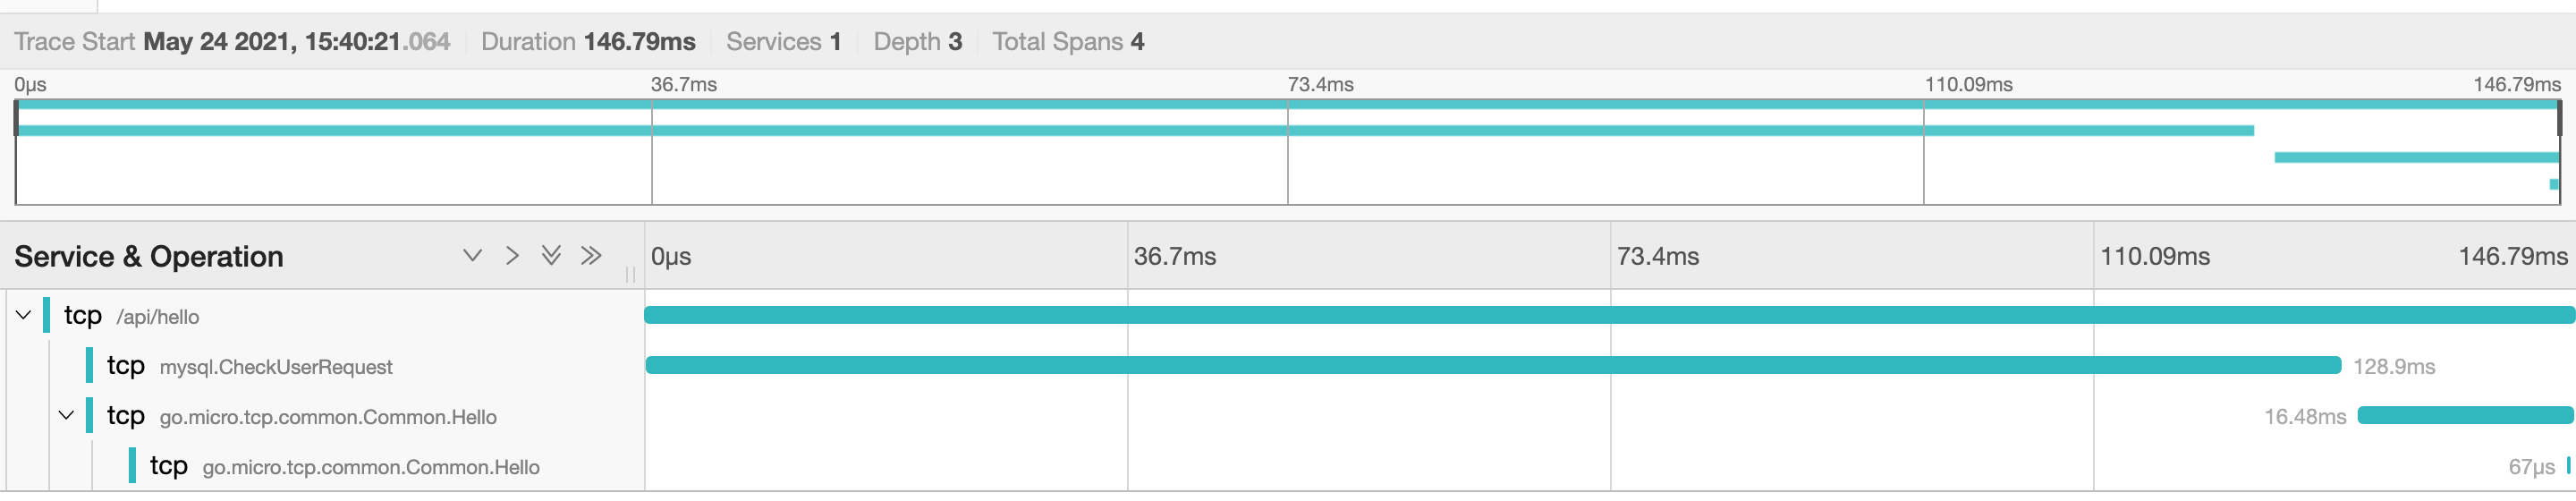 Trace Start May 24 2021, 15:40:21.064 Duration 146.79ms Services 1 Depth 3 Total Spans 4
0μs 36.7ms 73.4ms 110.09ms 146.79ms
Service & Operation 0μs 36.7ms 73.4ms 110.09ms 146.79ms
tcp /api/hello
tcp mysql.CheckUserRequest 128.9ms
tcp go.micro.tcp.common.Common.Hello 16.48ms
tcp go.micro.tcp.common.Common.Hello 67μs